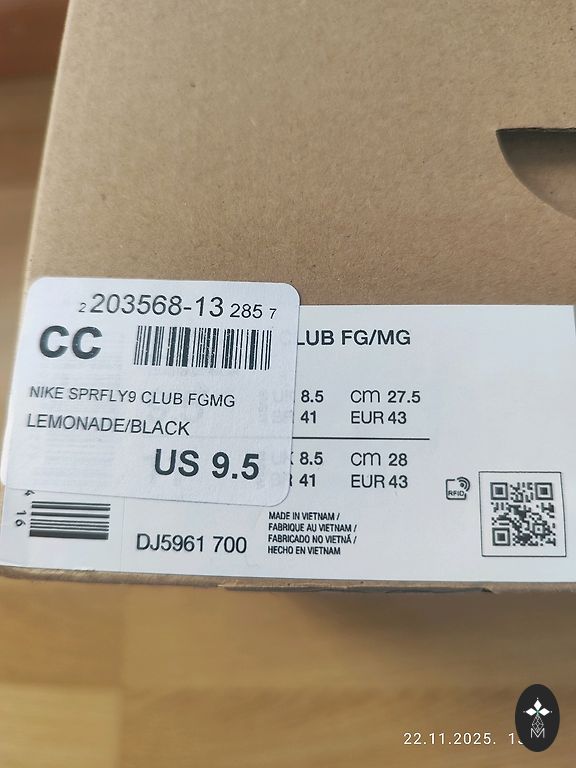 2 203568-13 285 7
CC
NIKE SPRFLY9 CLUB FGMG
LEMONADE/BLACK
US 9.5
CLUB FG/MG
8.5 cm 27.5
41 EUR 43
8.5 cm 28
41 EUR 43
RFID
16
DJ5961 700
MADE IN VIETNAM /
FABRIQUE AU VIETNAM /
FABRICADO NO VIETNÃ /
HECHO EN VIETNAM
22.11.2025.
M